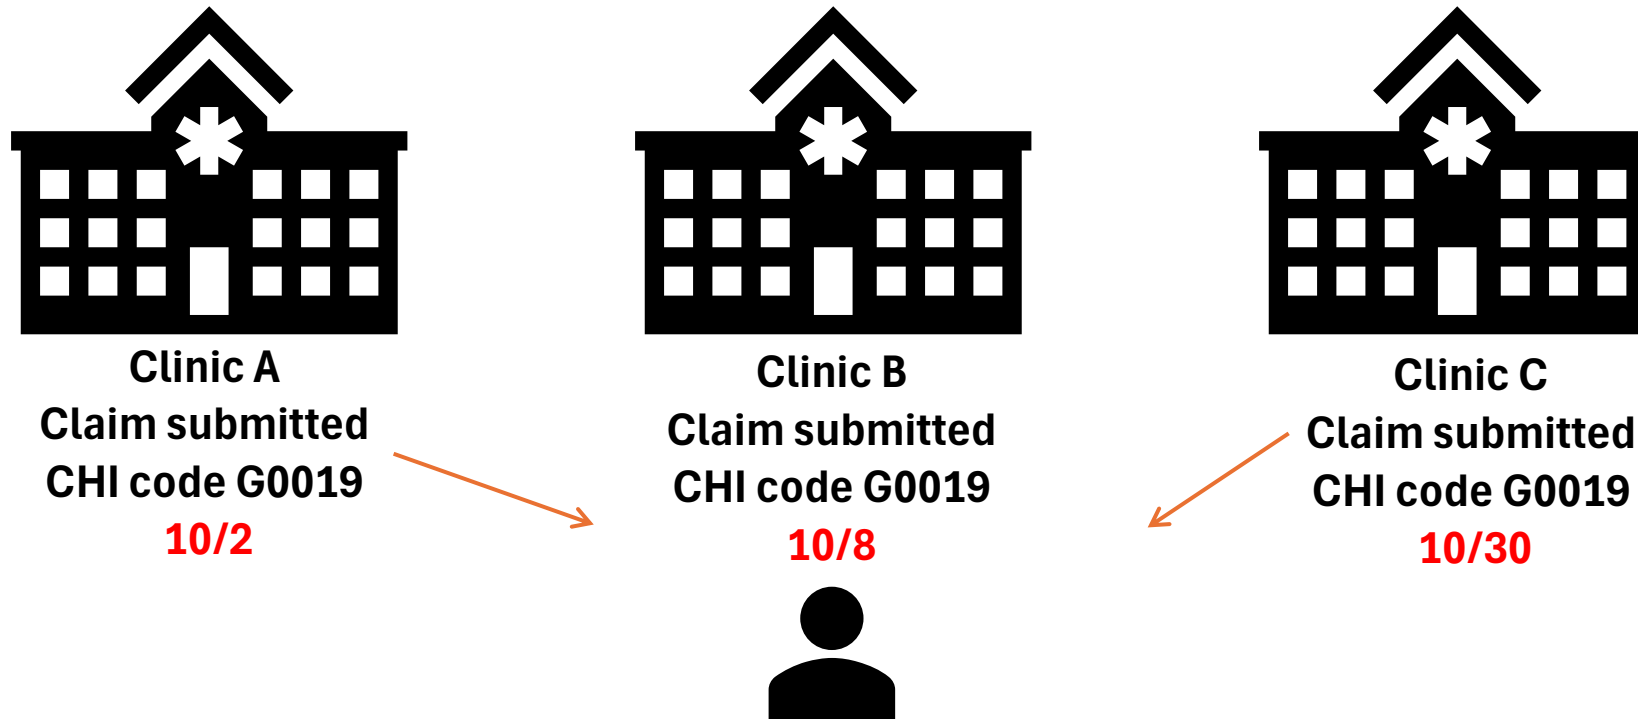 Clinic A
Claim submitted
CHI code G0019
10/2
Clinic B
Claim submitted
CHI code G0019
10/8
Clinic C
Claim submitted
CHI code G0019
10/30